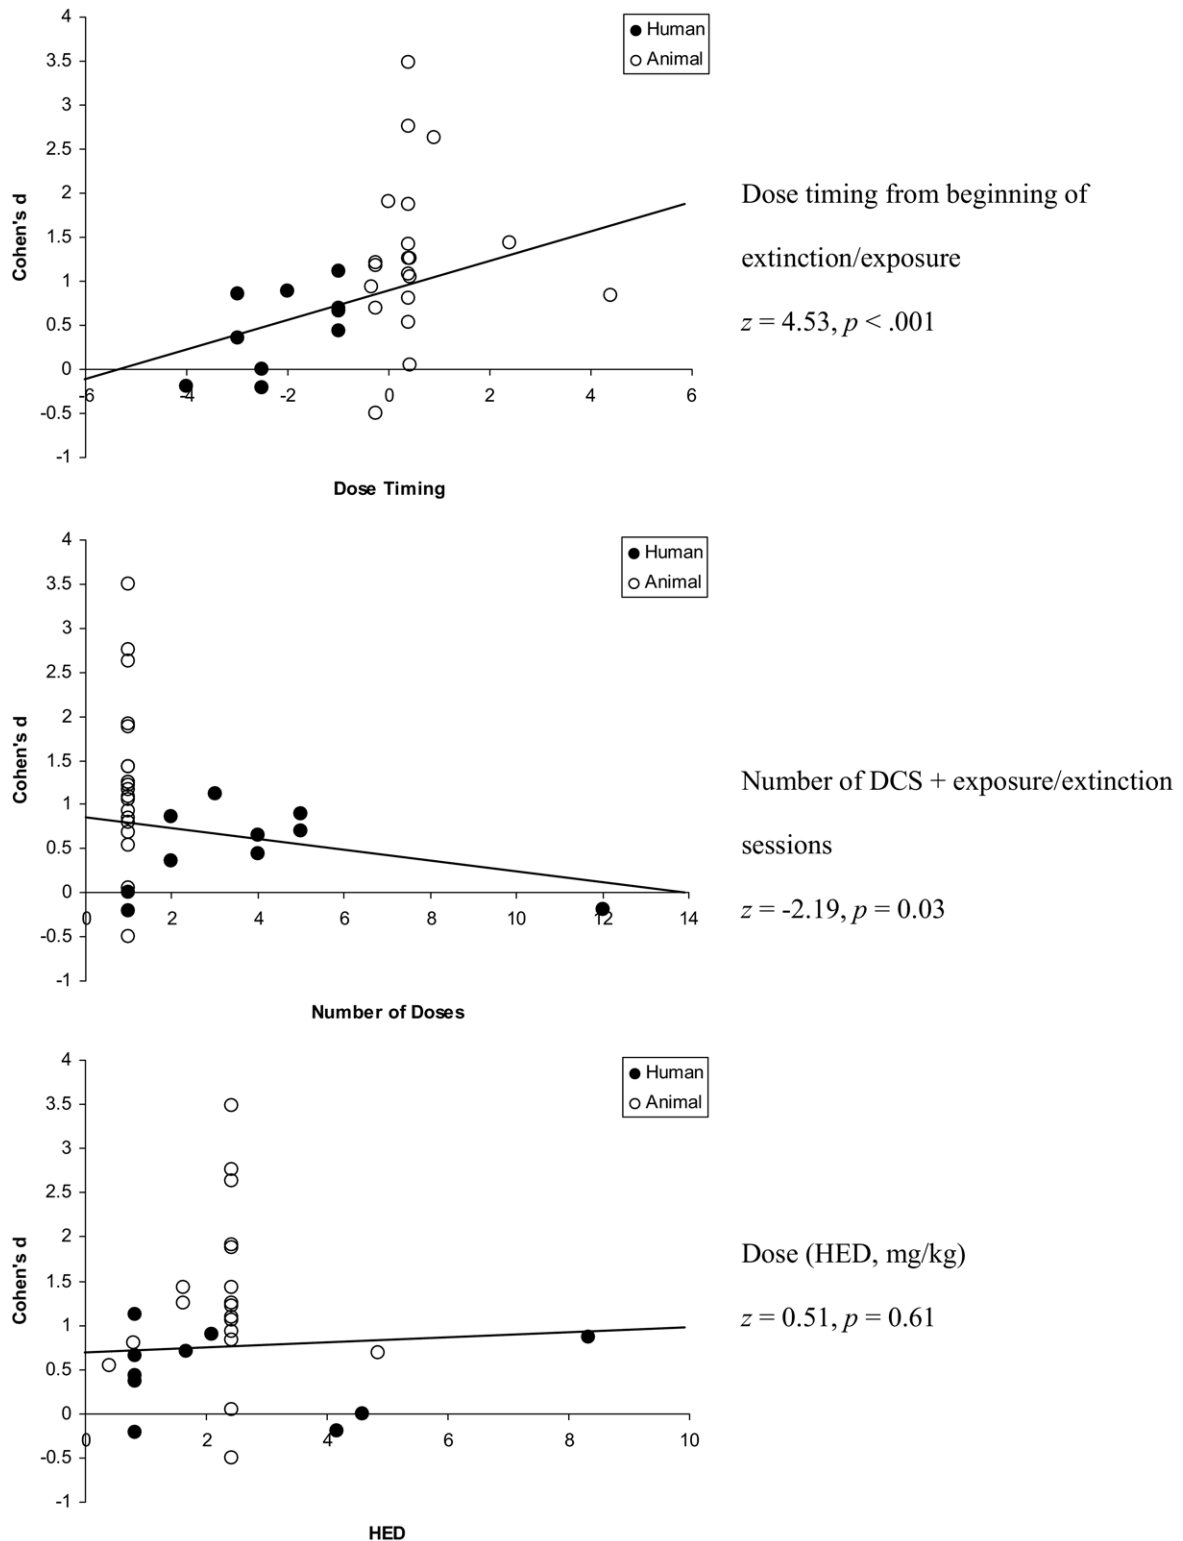 4
3.5
3
2.5
2
1.5
1
0.5
0
-0.5
-1
Cohen's d
-6
-4
-2
0
2
4
6
Dose Timing
Human
Animal
Dose timing from beginning of
extinction/exposure
z = 4.53, p < .001
4
3.5
3
2.5
2
1.5
1
0.5
0
-0.5
-1
Cohen's d
0
2
4
6
8
10
12
14
Number of Doses
Human
Animal
Number of DCS + exposure/extinction
sessions
z = -2.19, p = 0.03
4
3.5
3
2.5
2
1.5
1
0.5
0
-0.5
-1
Cohen's d
0
2
4
6
8
10
HED
Human
Animal
Dose (HED, mg/kg)
z = 0.51, p = 0.61